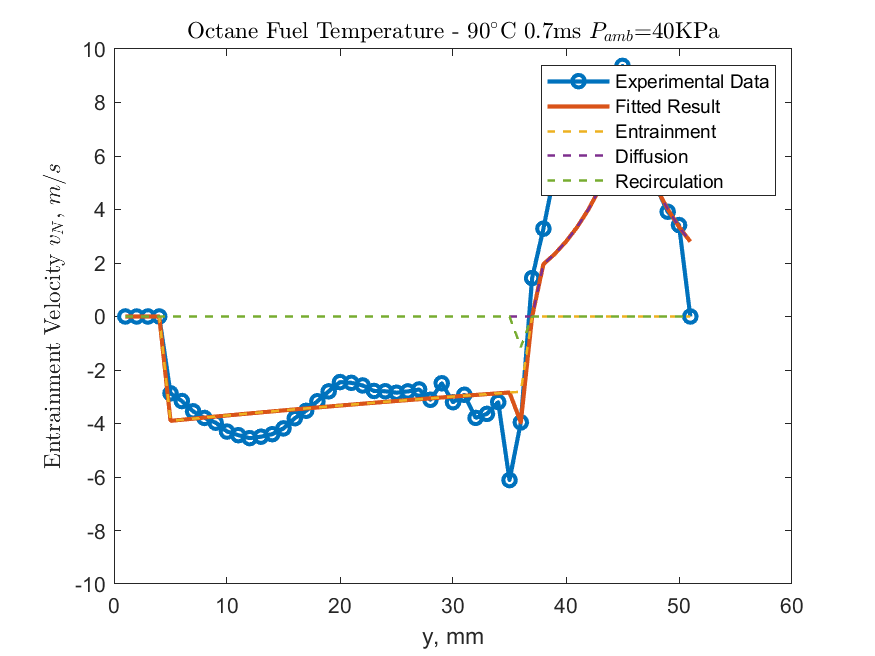 Octane Fuel Temperature - 90°C 0.7ms P_amb=40KPa
Experimental Data
Fitted Result
Entrainment
Diffusion
Recirculation
Entrainment Velocity v_N, m/s
10
8
6
4
2
0
-2
-4
-6
-8
-10
0 10 20 30 40 50 60
y, mm